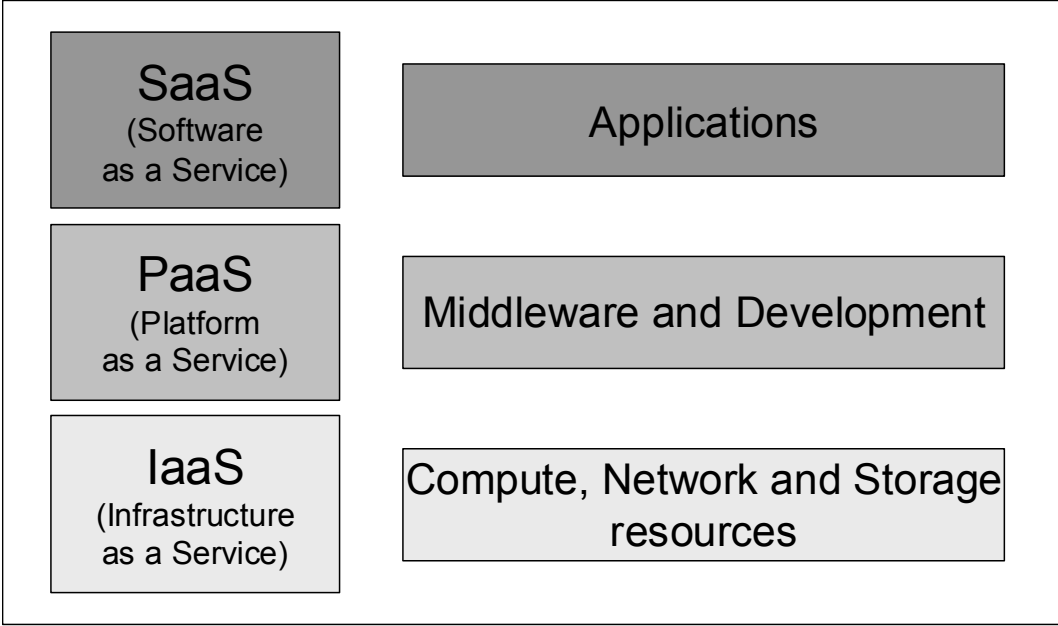 SaaS
(Software
as a Service)
Applications
PaaS
(Platform
as a Service)
Middleware and Development
IaaS
(Infrastructure
as a Service)
Compute, Network and Storage
resources